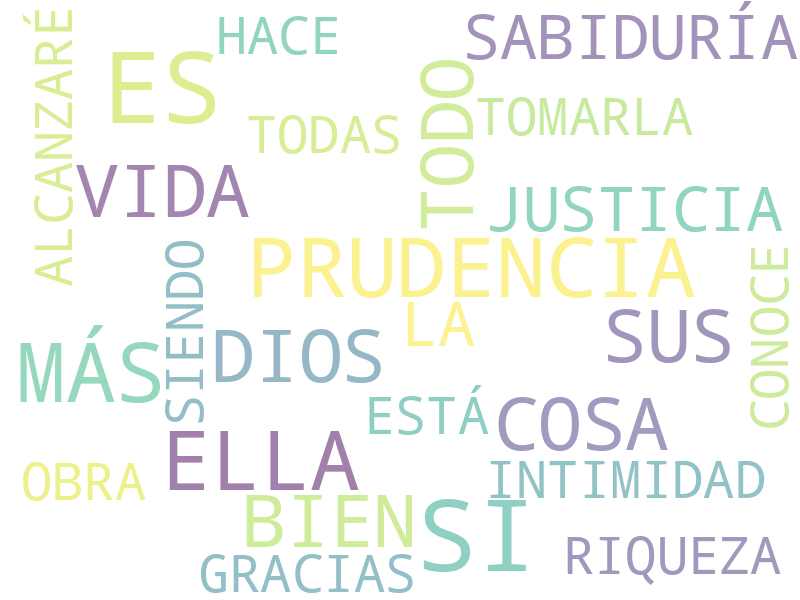 ALCANZARÉ
HACE
SABIDURÍA
ES
TODO
TODAS
TOMARLA
VIDA
JUSTICIA
PRUDENCIA
SIENDO
CONOCE
LA
SUS
DIOS
MÁS
ESTÁ
COSA
ELLA
OBRA
INTIMIDAD
BIEN
SI
RIQUEZA
GRACIAS